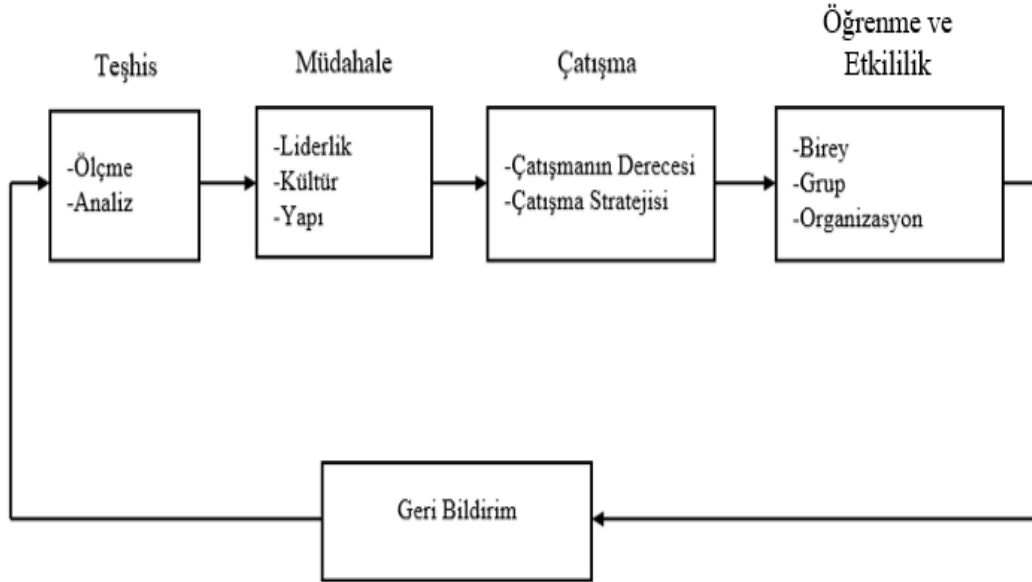 Teşhis
-Ölçme
-Analiz
Müdahale
-Liderlik
-Kültür
-Yapı
Çatışma
-Çatışmanın Derecesi
-Çatışma Stratejisi
Öğrenme ve
Etkililik
-Birey
-Grup
-Organizasyon
Geri Bildirim